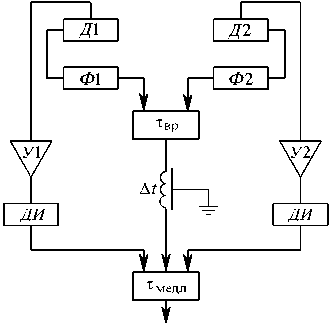 Д1 Д2
Ф1 Ф2
τвр
У1 У2
Δt
ДИ ДИ
τмедл